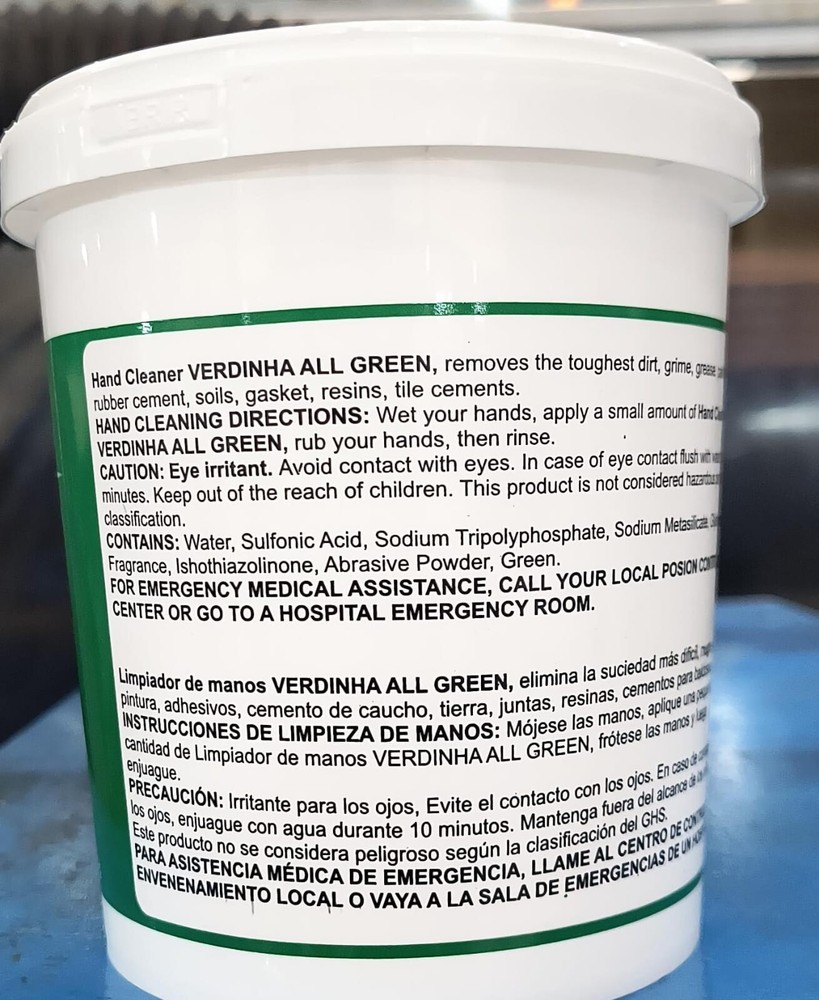 Hand Cleaner VERDINHA ALL GREEN, removes the toughest dirt, grime, grease
rubber cement, soils, gasket, resins, tile cements.
HAND CLEANING DIRECTIONS: Wet your hands, apply a small amount of Hand
VERDINHA ALL GREEN, rub your hands, then rinse.
CAUTION: Eye irritant. Avoid contact with eyes. In case of eye contact flush with
minutes. Keep out of the reach of children. This product is not considered
classification.
CONTAINS: Water, Sulfonic Acid, Sodium Tripolyphosphate, Sodium Metasilicate,
Fragrance, Ishothiazolinone, Abrasive Powder, Green.
FOR EMERGENCY MEDICAL ASSISTANCE, CALL YOUR LOCAL POSION
CENTER OR GO TO A HOSPITAL EMERGENCY ROOM.
Limpiador de manos VERDINHA ALL GREEN, elimina la suciedad más difícil,
pintura, adhesivos, cemento de caucho, tierra, juntas, resinas, cementos para
INSTRUCCIONES DE LIMPIEZA DE MANOS: Mójese las manos, aplique una
cantidad de Limpiador de manos VERDINHA ALL GREEN, frótese las manos y
enjuague.
PRECAUCIÓN: Irritante para los ojos, Evite el contacto con los ojos. En caso de
los ojos, enjuague con agua durante 10 minutos. Mantenga fuera del alcance de
Este producto no se considera peligroso según la clasificación del GHS.
PARA ASISTENCIA MÉDICA DE EMERGENCIA, LLAME AL CENTRO DE
ENVENENAMIENTO LOCAL O VAYA A LA SALA DE EMERGENCIAS DE UN